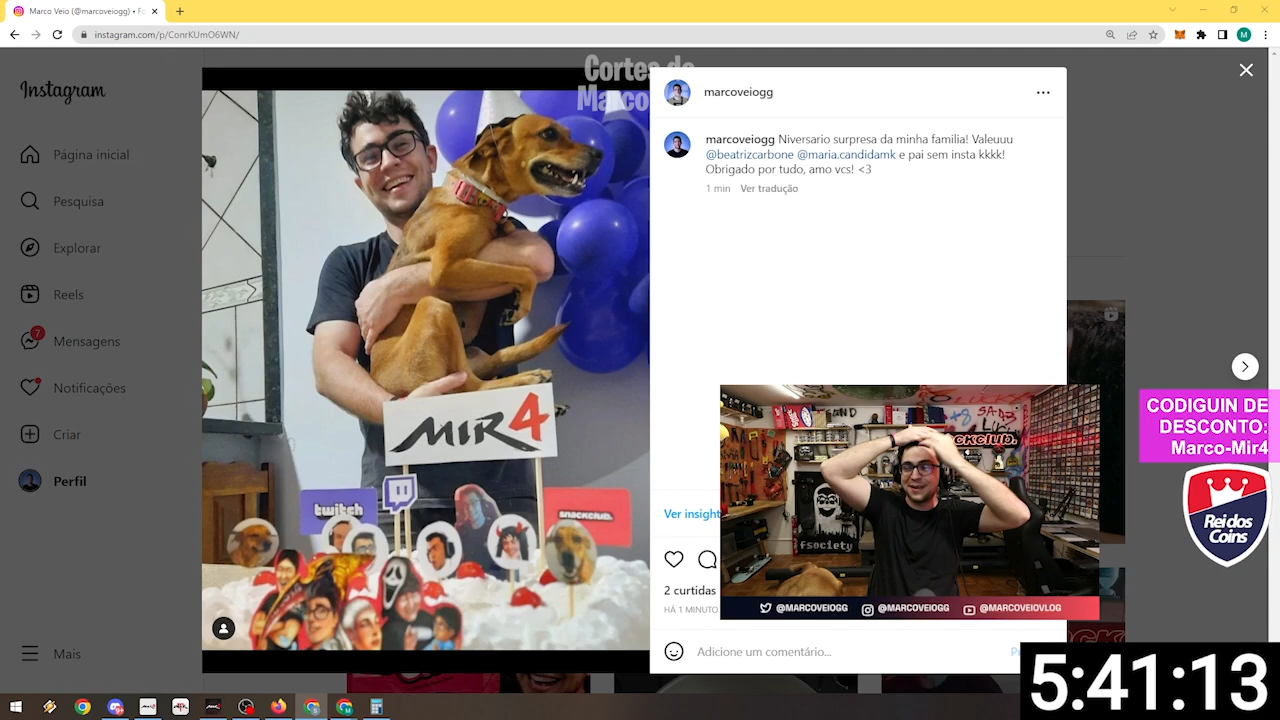 Marco Veio (@marcoveiogg) • Fo
instagram.com/p/ConrKUmO6WN/
M
Instagram
Página inicial
Pesquisa
Explorar
Reels
7
Mensagens
Notificações
Criar
Perfil
Mais
Cortes de
Marco
MIR4
twitch
snackclub.
marcoveiogg
marcoveiogg Niversario surpresa da minha familia! Valeuuu
@beatrizcarbone @maria.candidamk e pai sem insta kkkk!
Obrigado por tudo, amo vcs! <3
1 min Ver tradução
Ver insight
2 curtidas
HÁ 1 MINUTO
Adicione um comentário...
fsociety
@MARCOVEIOGG @MARCOVEIOGG @MARCOVEIOVLOG
CODIGUIN DE
DESCONTO:
Marco-Mir4
Rei dos
Coins
5:41:13